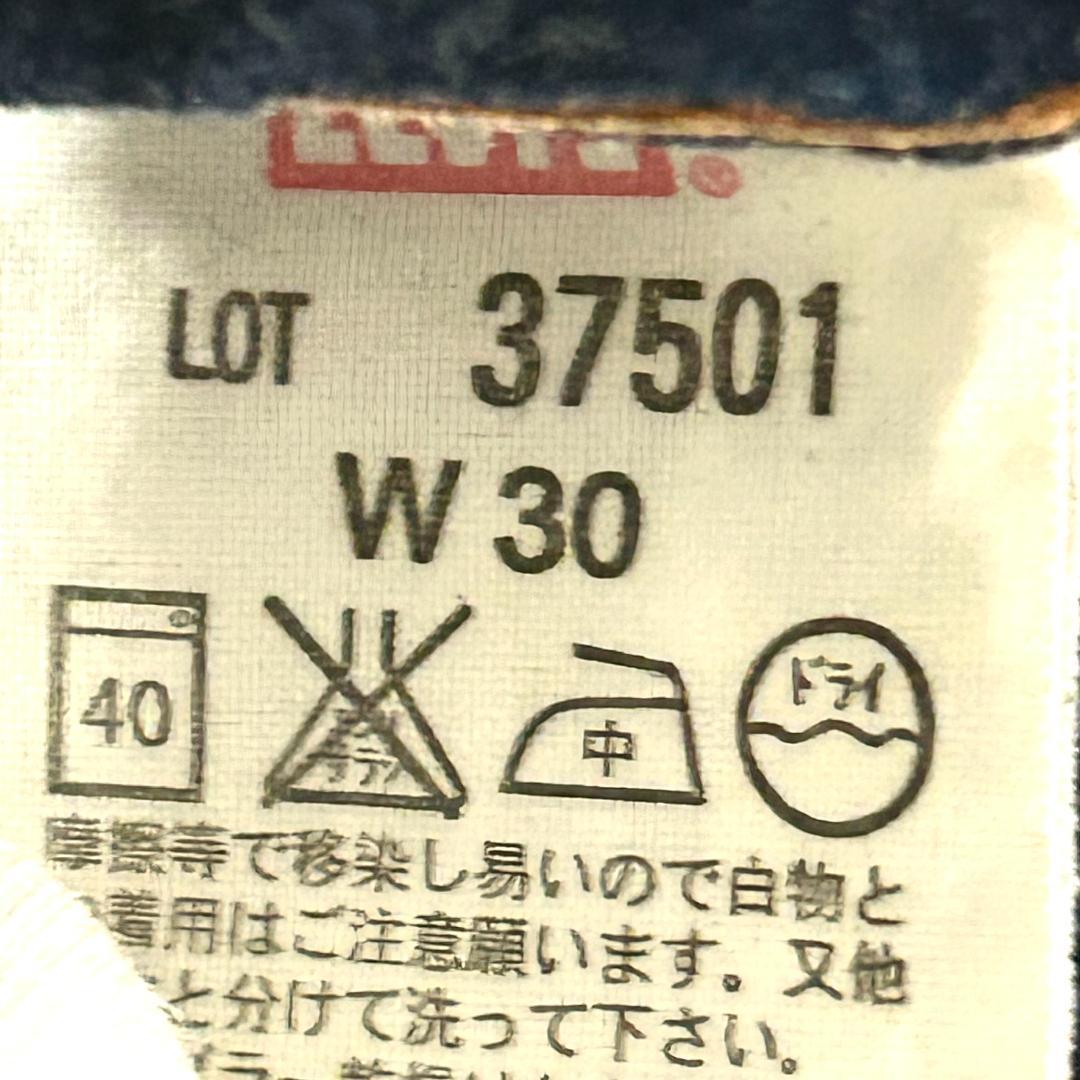 LOT 37501
W 30
40 中 ドライ
摩擦等で移染し易いので白物と
着用はご注意願います。又他
と分けて洗って下さい。